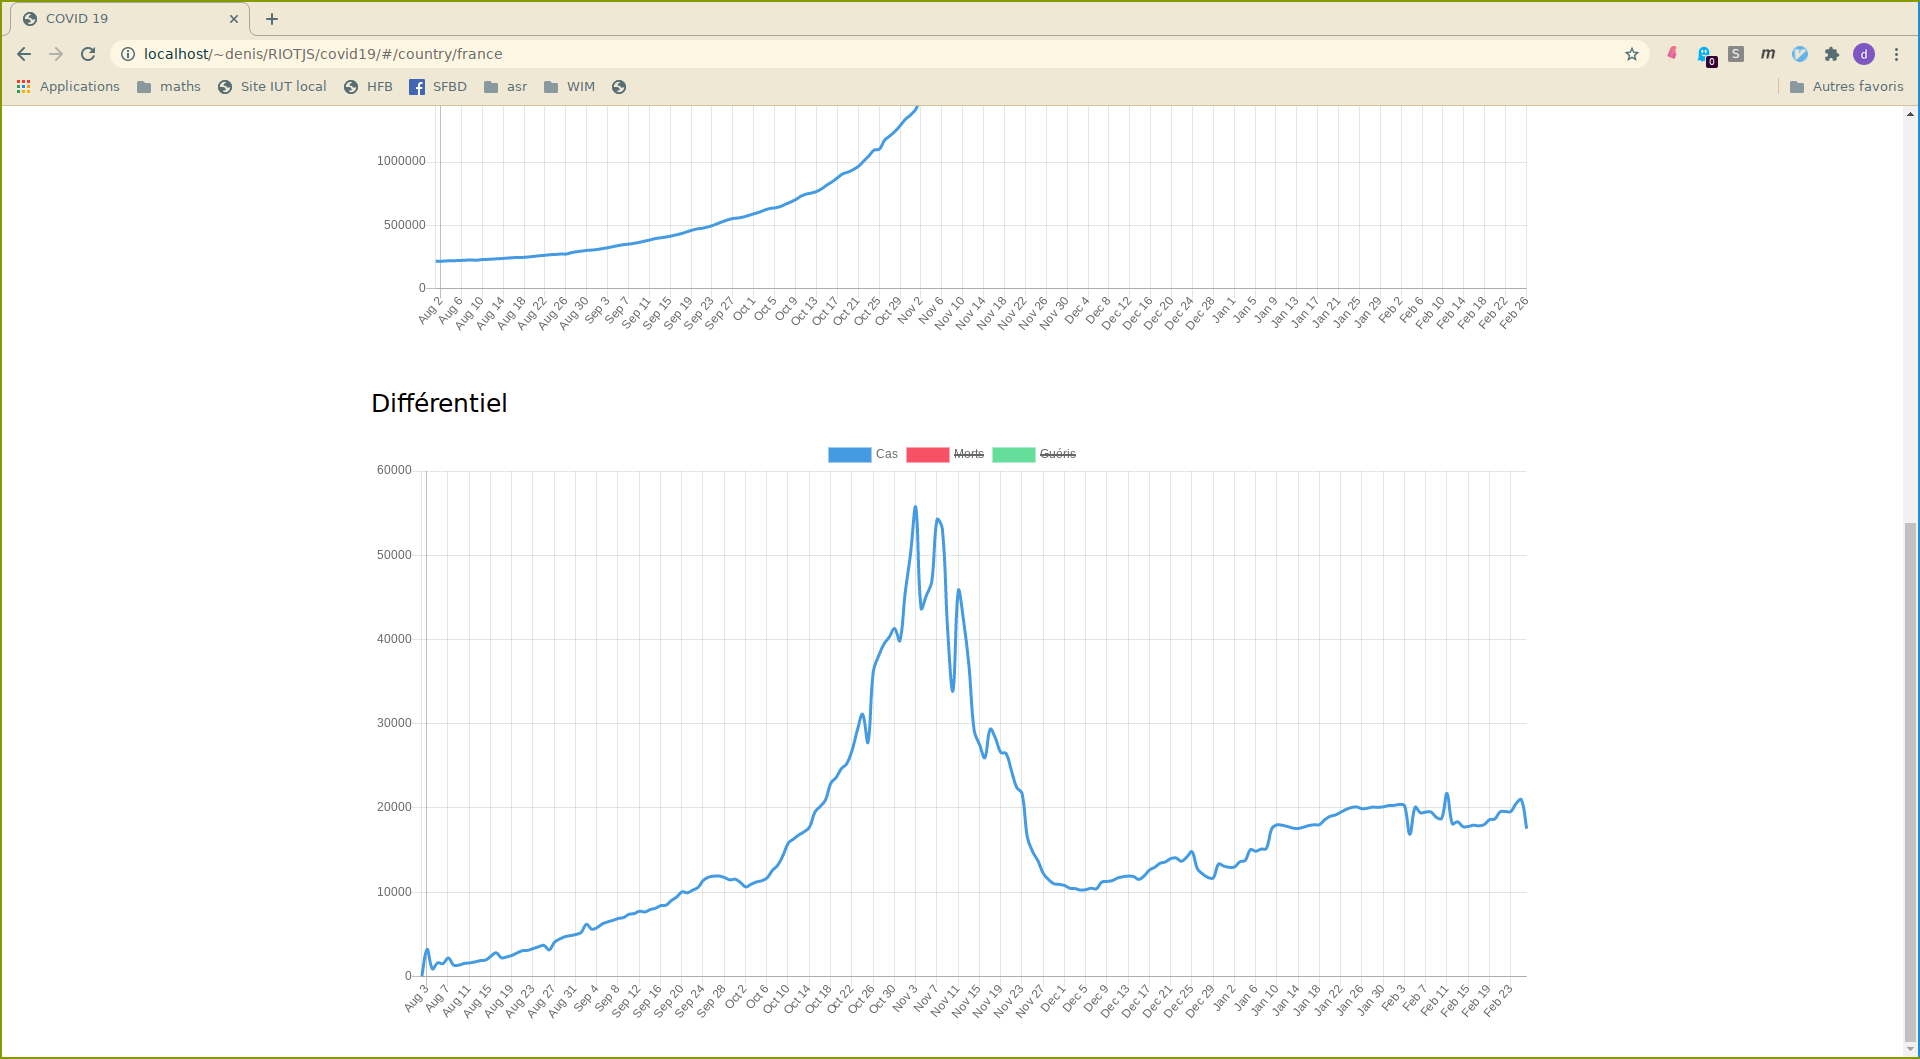 COVID 19
localhost/~denis/RIOTJS/covid19/#/country/france
0 S m d
Applications maths Site IUT local HFB SFBD asr WIM Autres favoris
1000000
500000
0
Aug 2 Aug 6 Aug 10 Aug 14 Aug 18 Aug 22 Aug 26 Aug 30 Sep 3 Sep 7 Sep 11 Sep 15 Sep 19 Sep 23 Sep 27 Oct 1 Oct 5 Oct 9 Oct 13 Oct 17 Oct 21 Oct 25 Oct 29 Nov 2 Nov 6 Nov 10 Nov 14 Nov 18 Nov 22 Nov 26 Nov 30 Dec 4 Dec 8 Dec 12 Dec 16 Dec 20 Dec 24 Dec 28 Jan 1 Jan 5 Jan 9 Jan 13 Jan 17 Jan 21 Jan 25 Jan 29 Feb 2 Feb 6 Feb 10 Feb 14 Feb 18 Feb 22 Feb 26
Différentiel
Cas Morts Guéris
60000
50000
40000
30000
20000
10000
0
Aug 3 Aug 7 Aug 11 Aug 15 Aug 19 Aug 23 Aug 27 Aug 31 Sep 4 Sep 8 Sep 12 Sep 16 Sep 20 Sep 24 Sep 28 Oct 2 Oct 6 Oct 10 Oct 14 Oct 18 Oct 22 Oct 26 Oct 30 Nov 3 Nov 7 Nov 11 Nov 15 Nov 19 Nov 23 Nov 27 Dec 1 Dec 5 Dec 9 Dec 13 Dec 17 Dec 21 Dec 25 Dec 29 Jan 2 Jan 6 Jan 10 Jan 14 Jan 18 Jan 22 Jan 26 Jan 30 Feb 3 Feb 7 Feb 11 Feb 15 Feb 19 Feb 23